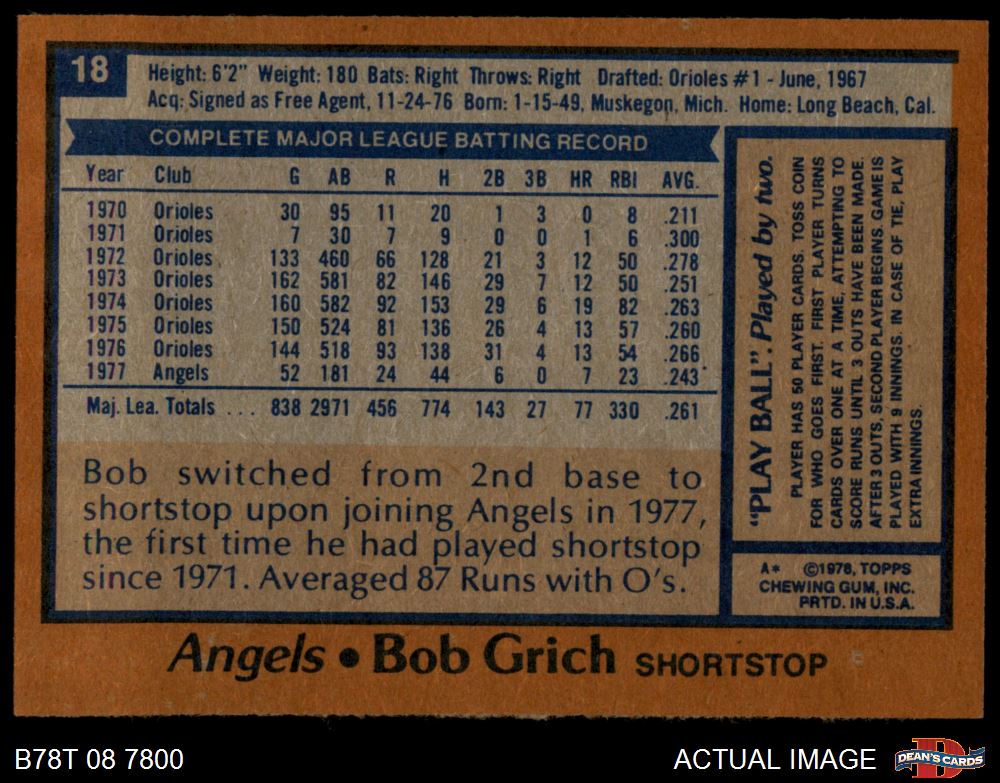 18
Height: 6'2" Weight: 180 Bats: Right Throws: Right Drafted: Orioles #1 - June, 1967
Acq: Signed as Free Agent, 11-24-76 Born: 1-15-49, Muskegon, Mich. Home: Long Beach, Cal.
COMPLETE MAJOR LEAGUE BATTING RECORD
Year Club G AB R H 2B 3B HR RBI AVG.
1970 Orioles 30 95 11 20 1 3 0 8 .211
1971 Orioles 7 30 7 9 0 0 1 6 .300
1972 Orioles 133 460 66 128 21 3 12 50 .278
1973 Orioles 162 581 82 146 29 7 12 50 .251
1974 Orioles 160 582 92 153 29 6 19 82 .263
1975 Orioles 150 524 81 136 26 4 13 57 .260
1976 Orioles 144 518 93 138 31 4 13 54 .266
1977 Angels 52 181 24 44 6 0 7 23 .243
Maj. Lea. Totals ... 838 2971 456 774 143 27 77 330 .261
Bob switched from 2nd base to
shortstop upon joining Angels in 1977,
the first time he had played shortstop
since 1971. Averaged 87 Runs with O's.
"PLAY BALL". Played by two.
PLAYER HAS 50 PLAYER CARDS. TOSS COIN
FOR WHO GOES FIRST. FIRST PLAYER TURNS
CARDS OVER ONE AT A TIME, ATTEMPTING TO
SCORE RUNS UNTIL 3 OUTS HAVE BEEN MADE.
AFTER 3 OUTS, SECOND PLAYER BEGINS. GAME IS
PLAYED WITH 9 INNINGS. IN CASE OF TIE, PLAY
EXTRA INNINGS.
A* ©1978, TOPPS
CHEWING GUM, INC.
PRTD. IN U.S.A.
Angels • Bob Grich SHORTSTOP
B78T 08 7800
ACTUAL IMAGE
DEAN'S CARDS